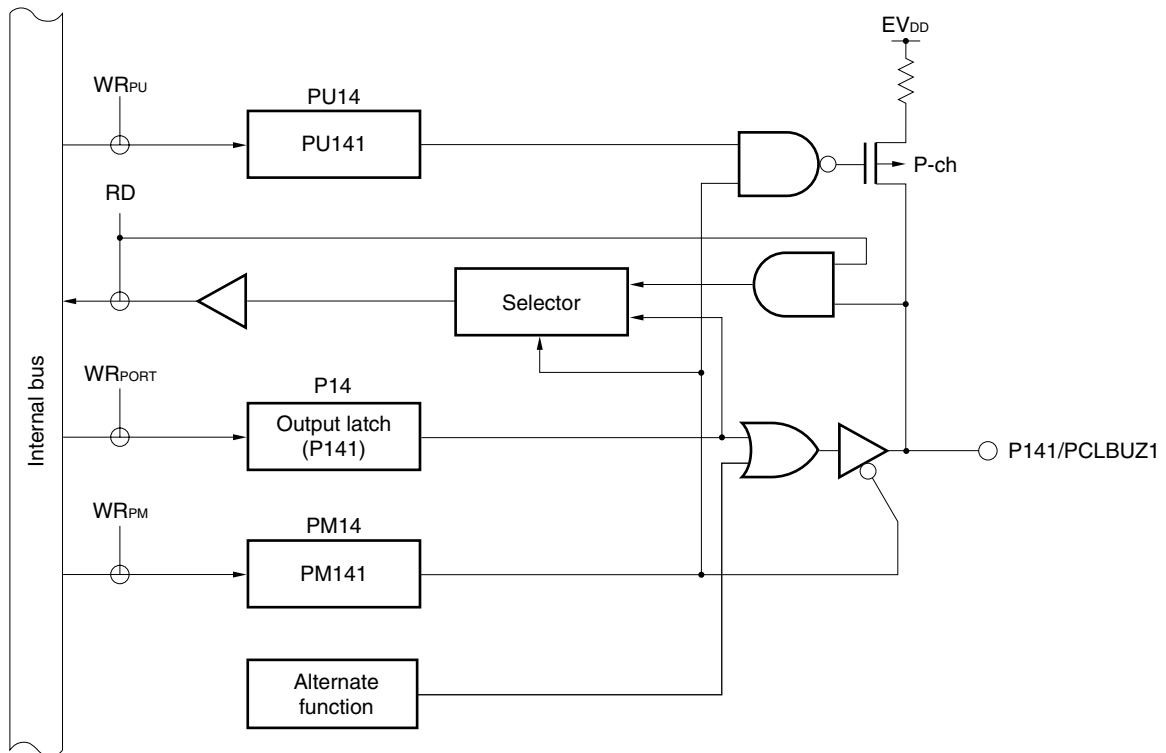 EVDD
WRPU
PU14
PU141
P-ch
RD
Selector
WRPORT
P14
Output latch
(P141)
P141/PCLBUZ1
Internal bus
WRPM
PM14
PM141
Alternate
function